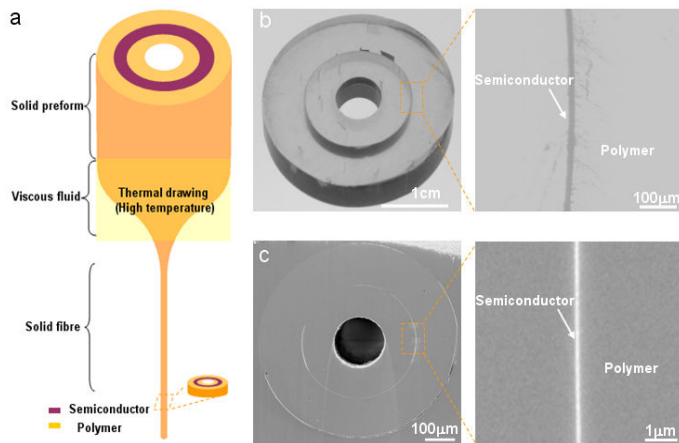 a
Solid preform
Viscous fluid
Thermal drawing
(High temperature)
Solid fibre
Semiconductor
Polymer
b
1cm
Semiconductor
Polymer
100μm
c
100μm
Semiconductor
Polymer
1μm